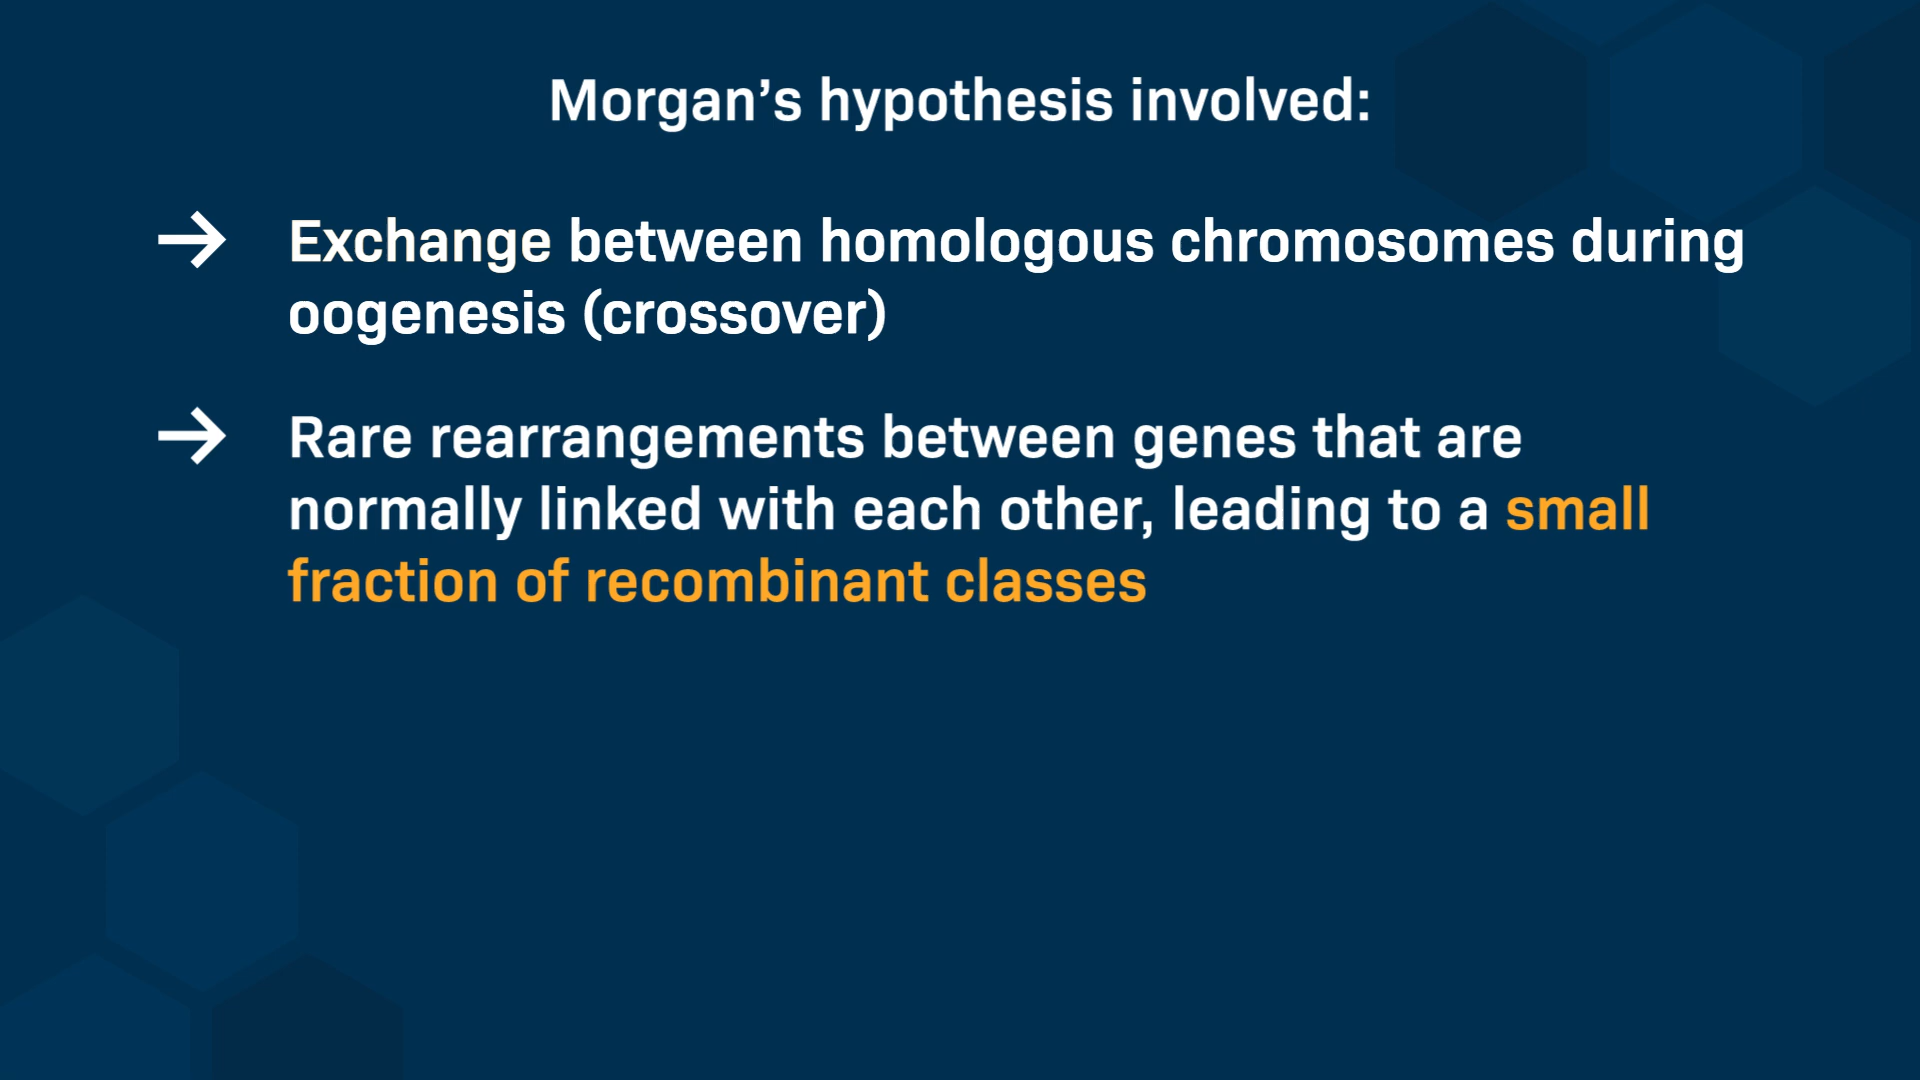 Morgan’s hypothesis involved:
→ Exchange between homologous chromosomes during
oogenesis (crossover)
→ Rare rearrangements between genes that are
normally linked with each other, leading to a small
fraction of recombinant classes